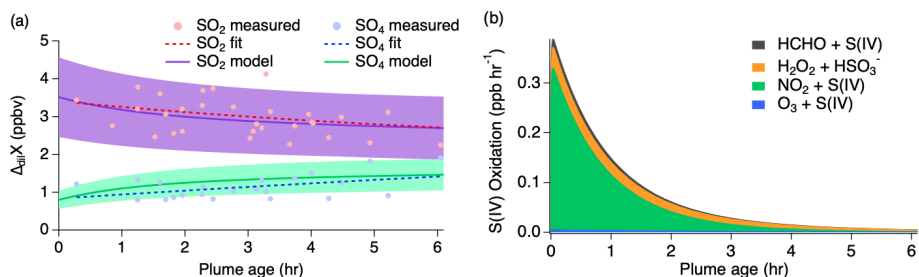 (a)
SO₂ measured
SO₂ fit
SO₂ model
SO₄ measured
SO₄ fit
SO₄ model
5
4
3
2
1
0
Δdil X (ppbv)
0 1 2 3 4 5 6
Plume age (hr)
(b)
HCHO + S(IV)
H₂O₂ + HSO₃⁻
NO₂ + S(IV)
O₃ + S(IV)
0.3
0.2
0.1
0.0
S(IV) Oxidation (ppb hr⁻¹)
0 1 2 3 4 5 6
Plume age (hr)